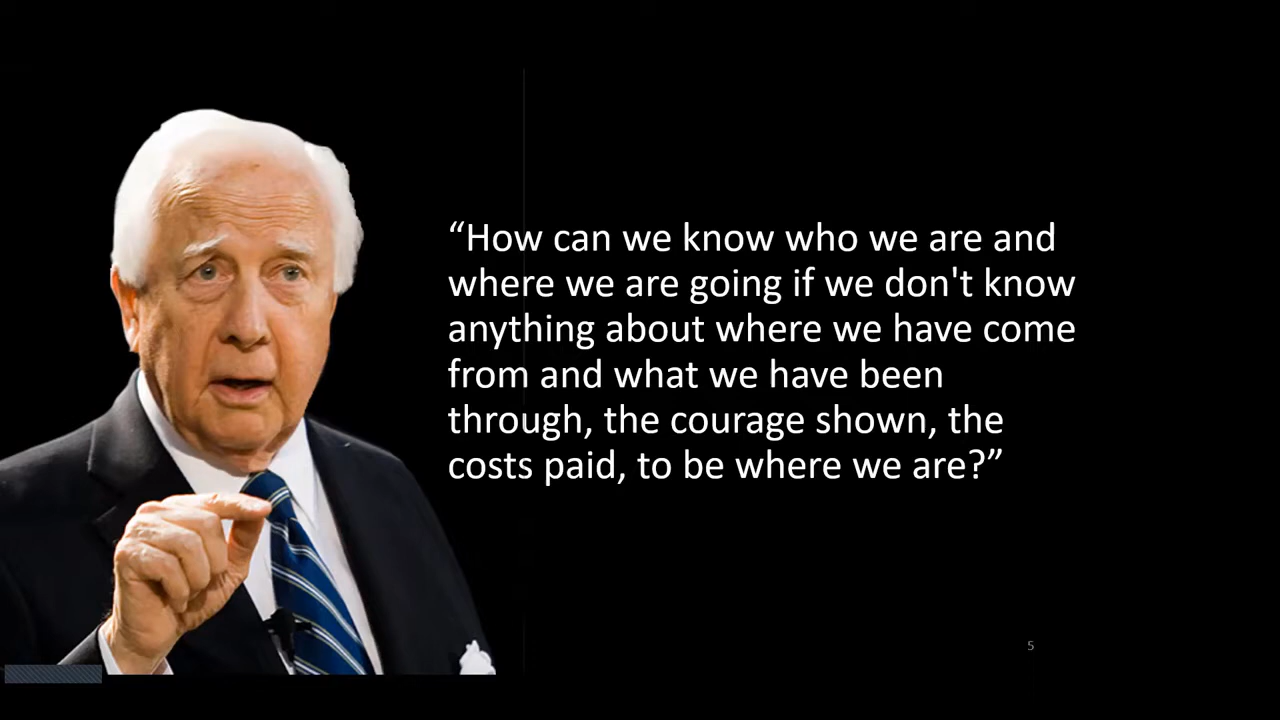 “How can we know who we are and
where we are going if we don't know
anything about where we have come
from and what we have been
through, the courage shown, the
costs paid, to be where we are?”
5